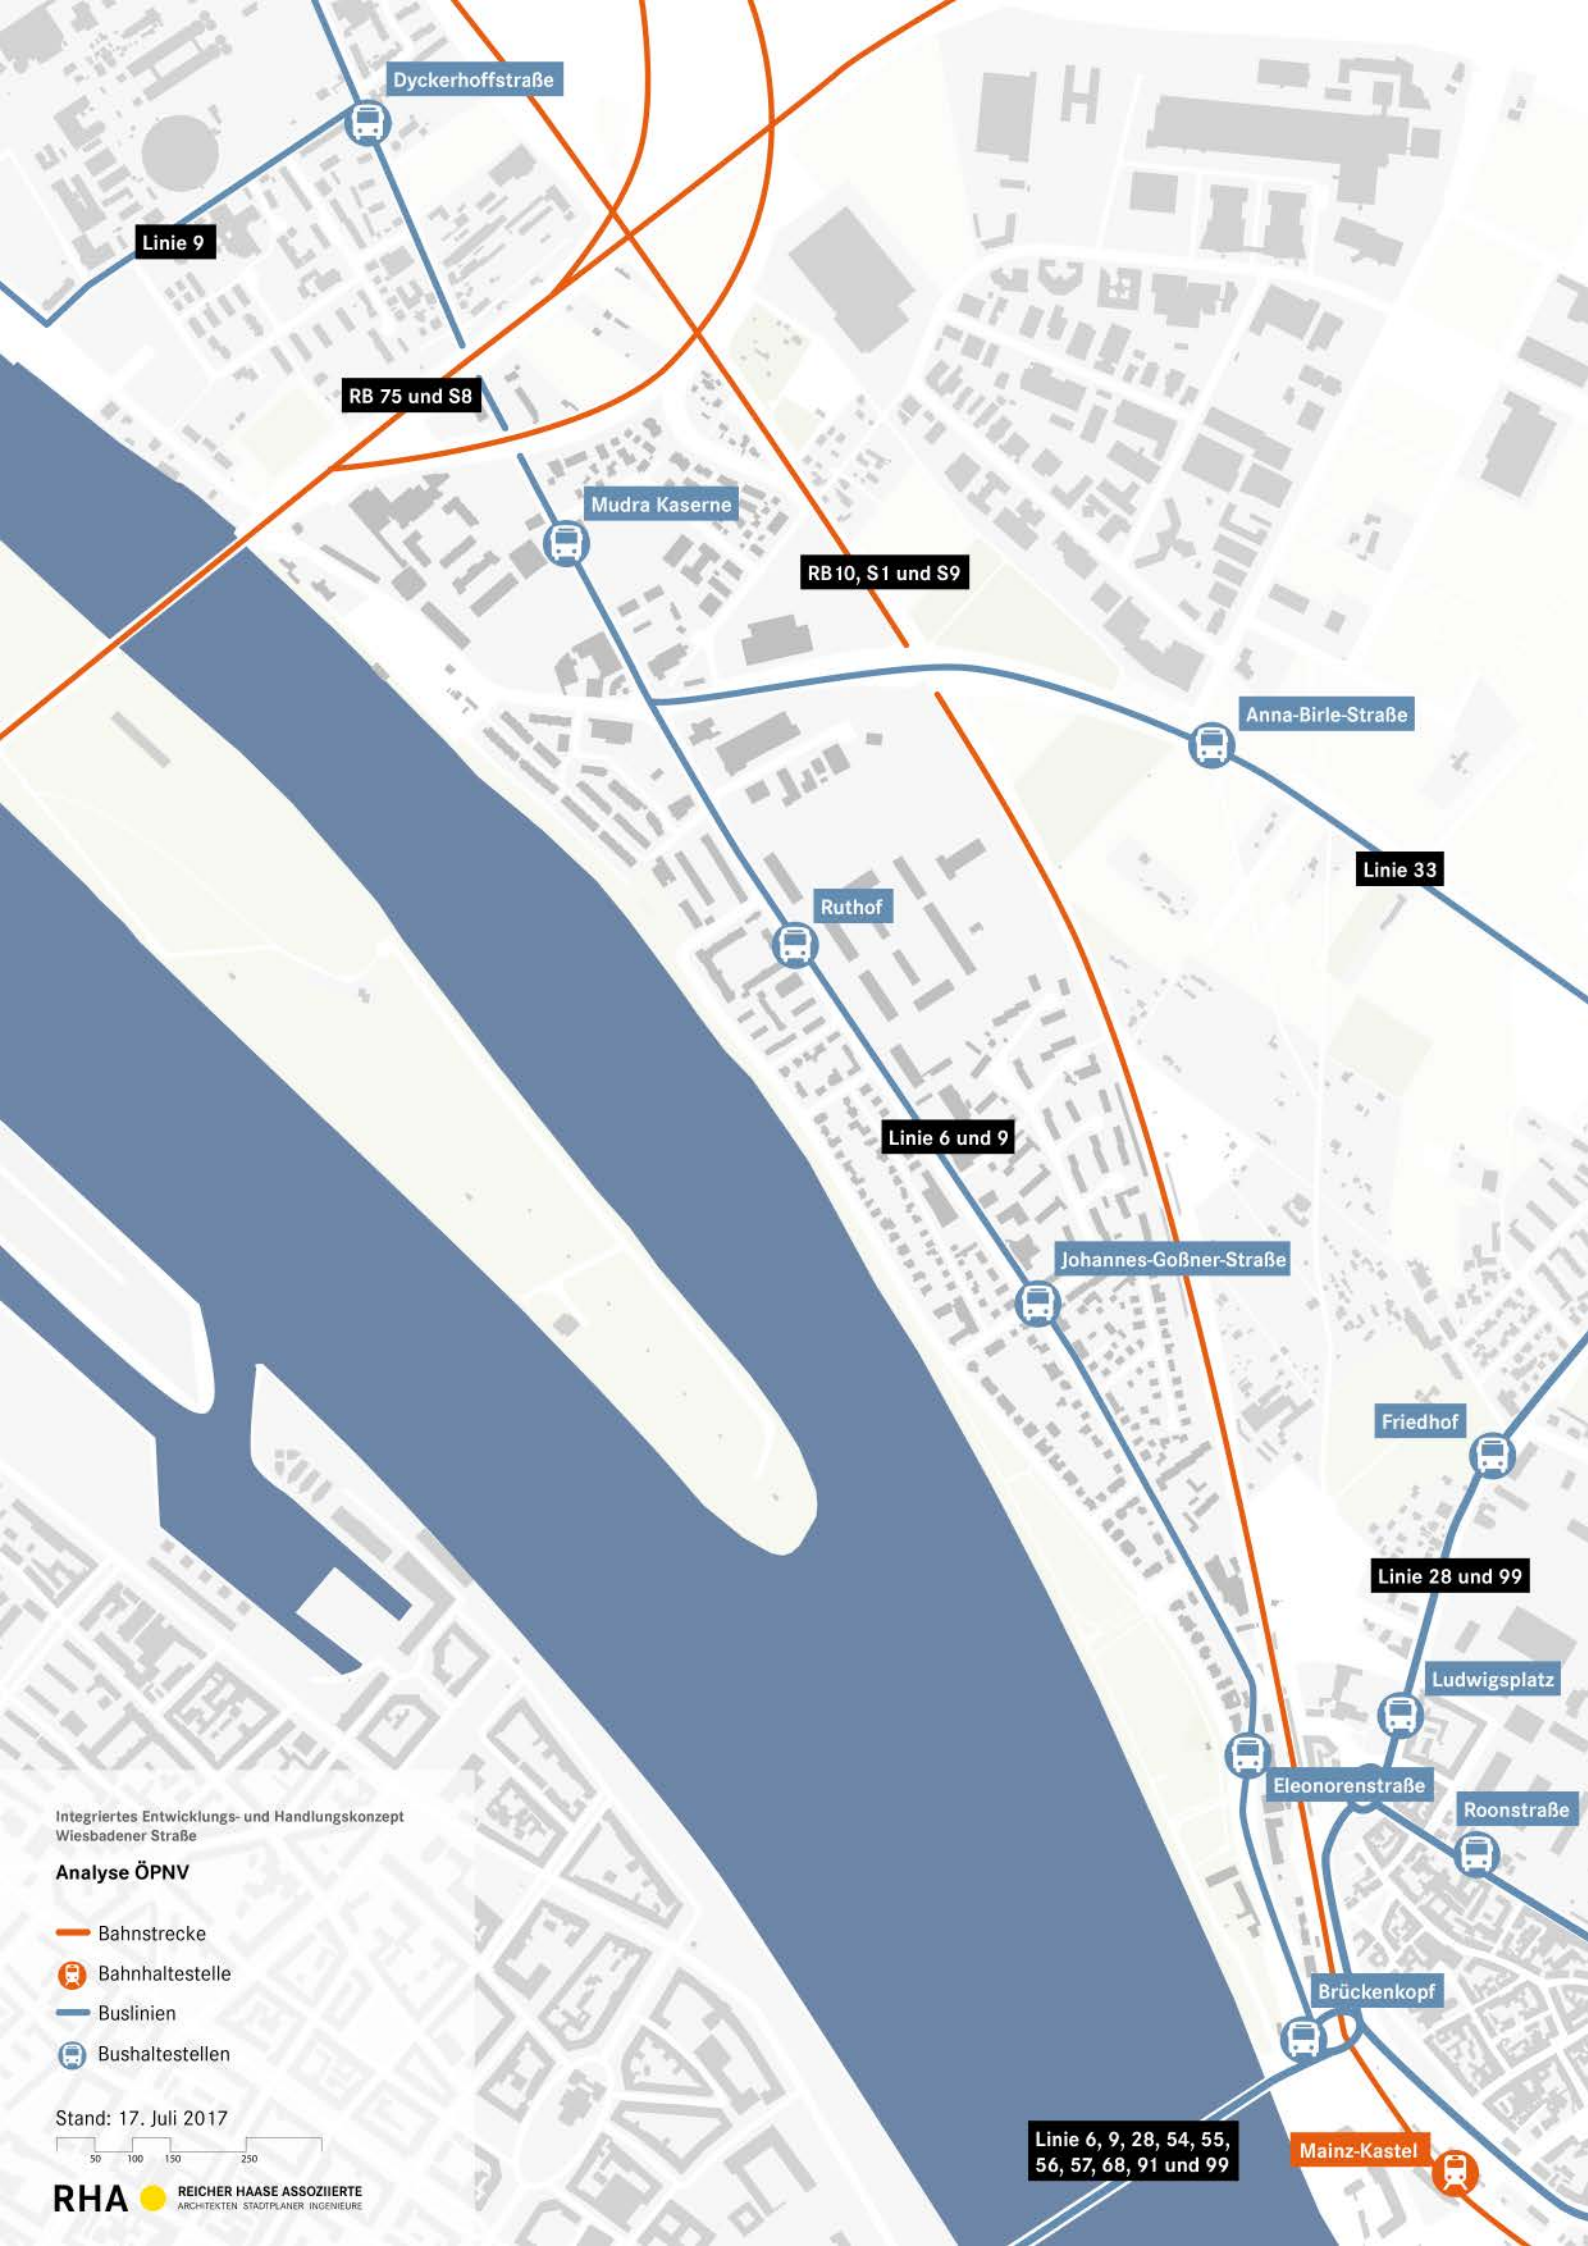 Dyckerhoffstraße
Linie 9
RB 75 und S8
Mudra Kaserne
RB 10, S1 und S9
Anna-Birle-Straße
Linie 33
Ruthof
Linie 6 und 9
Johannes-Goßner-Straße
Friedhof
Linie 28 und 99
Ludwigsplatz
Eleonorenstraße
Roonstraße
Brückenkopf
Linie 6, 9, 28, 54, 55,
56, 57, 68, 91 und 99
Mainz-Kastel
Integriertes Entwicklungs- und Handlungskonzept
Wiesbadener Straße
Analyse ÖPNV
Bahnstrecke
Bahnhaltestelle
Buslinien
Bushaltestellen
Stand: 17. Juli 2017
50 100 150 250
RHA
REICHER HAASE ASSOZIIERTE
ARCHITEKTEN STADTPLANER INGENIEURE